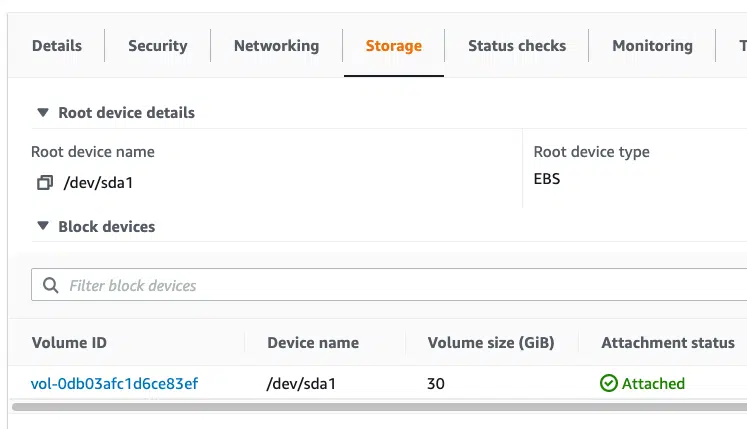 Details Security Networking Storage Status checks Monitoring T
Root device details
Root device name Root device type
/dev/sda1 EBS
Block devices
Filter block devices
Volume ID Device name Volume size (GiB) Attachment status
vol-0db03afc1d6ce83ef /dev/sda1 30 Attached